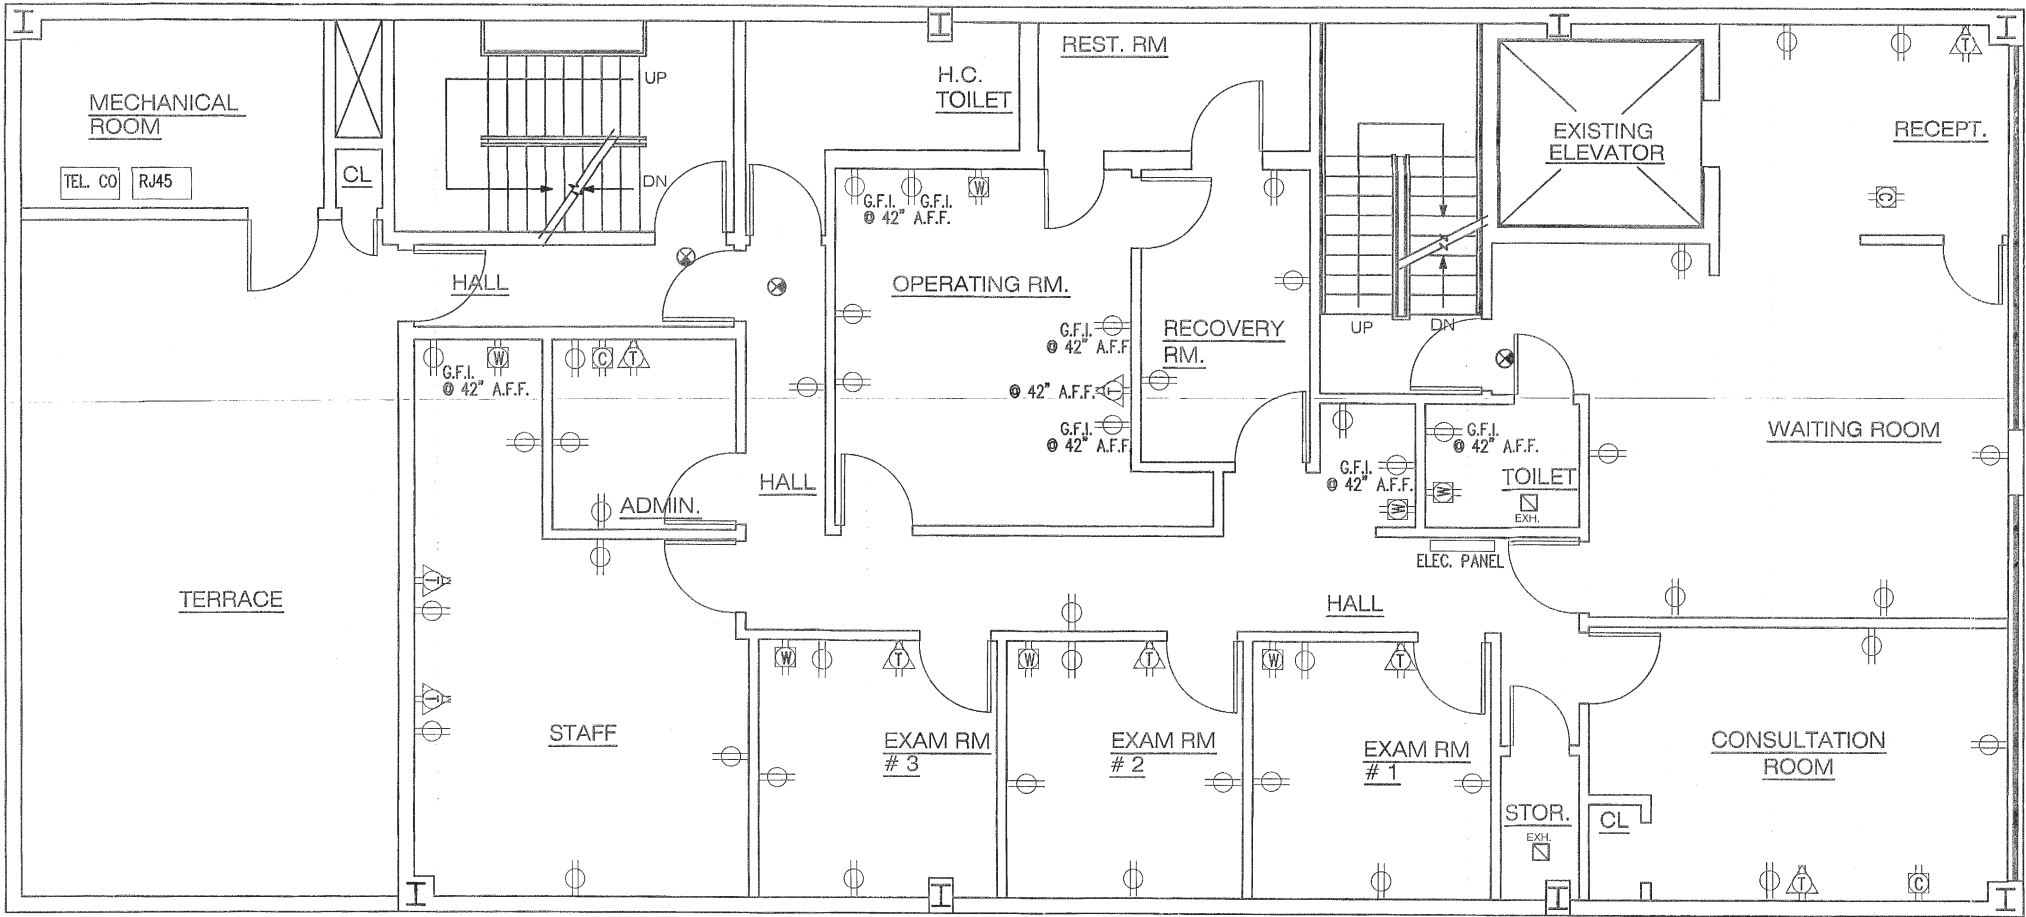 REST. RM
H.C.
TOILET
UP
MECHANICAL
ROOM
EXISTING
ELEVATOR
RECEPT.
TEL. CO
RJ45
CL
DN
W
T
C
G.F.I.
@ 42" A.F.F.
G.F.I.
HALL
OPERATING RM.
RECOVERY
RM.
UP
DN
G.F.I.
@ 42" A.F.F.
W
C
T
G.F.I.
@ 42" A.F.F
@ 42" A.F.F.
T
G.F.I.
@ 42" A.F.F.
WAITING ROOM
G.F.I.
@ 42" A.F.F.
TOILET
W
EXH.
G.F.I.
@ 42" A.F.F.
W
HALL
ADMIN.
ELEC. PANEL
TERRACE
T
T
HALL
W
T
W
T
W
T
STAFF
EXAM RM
# 3
EXAM RM
# 2
EXAM RM
# 1
CONSULTATION
ROOM
STOR.
EXH.
CL
T
C